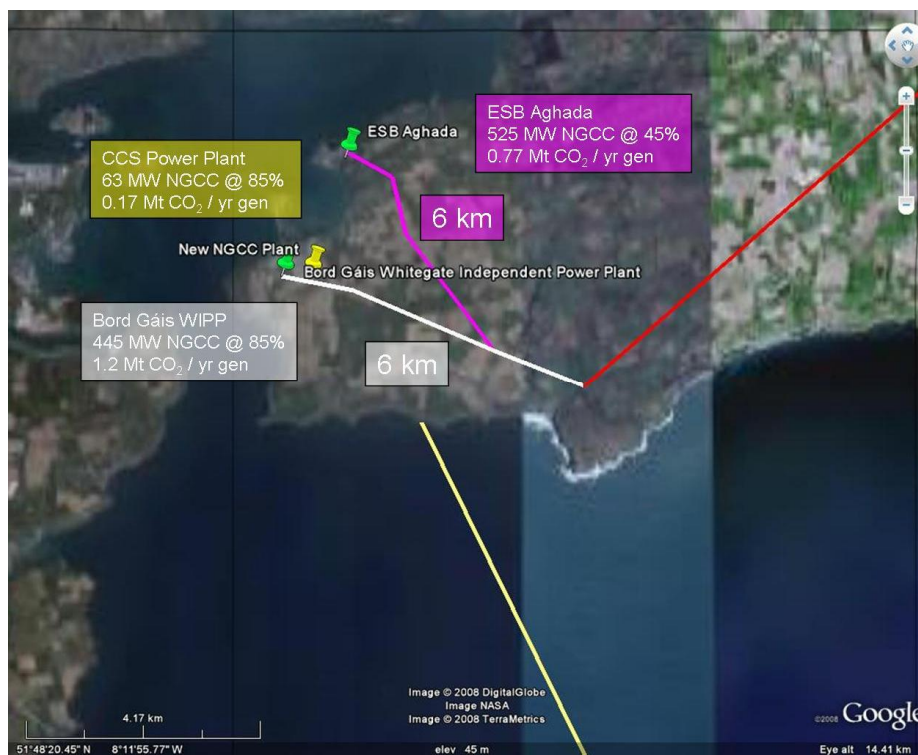 ESB Aghada
ESB Aghada
525 MW NGCC @ 45%
0.77 Mt CO₂ / yr gen
CCS Power Plant
63 MW NGCC @ 85%
0.17 Mt CO₂ / yr gen
6 km
New NGCC Plant
Bord Gáis Whitegate Independent Power Plant
Bord Gáis WIPP
445 MW NGCC @ 85%
1.2 Mt CO₂ / yr gen
6 km
Image © 2008 DigitalGlobe
Image NASA
Image © 2008 TerraMetrics
4.17 km
©2008 Google
51°48'20.45" N 8°11'55.77" W elev 45 m Eye alt 14.41 km